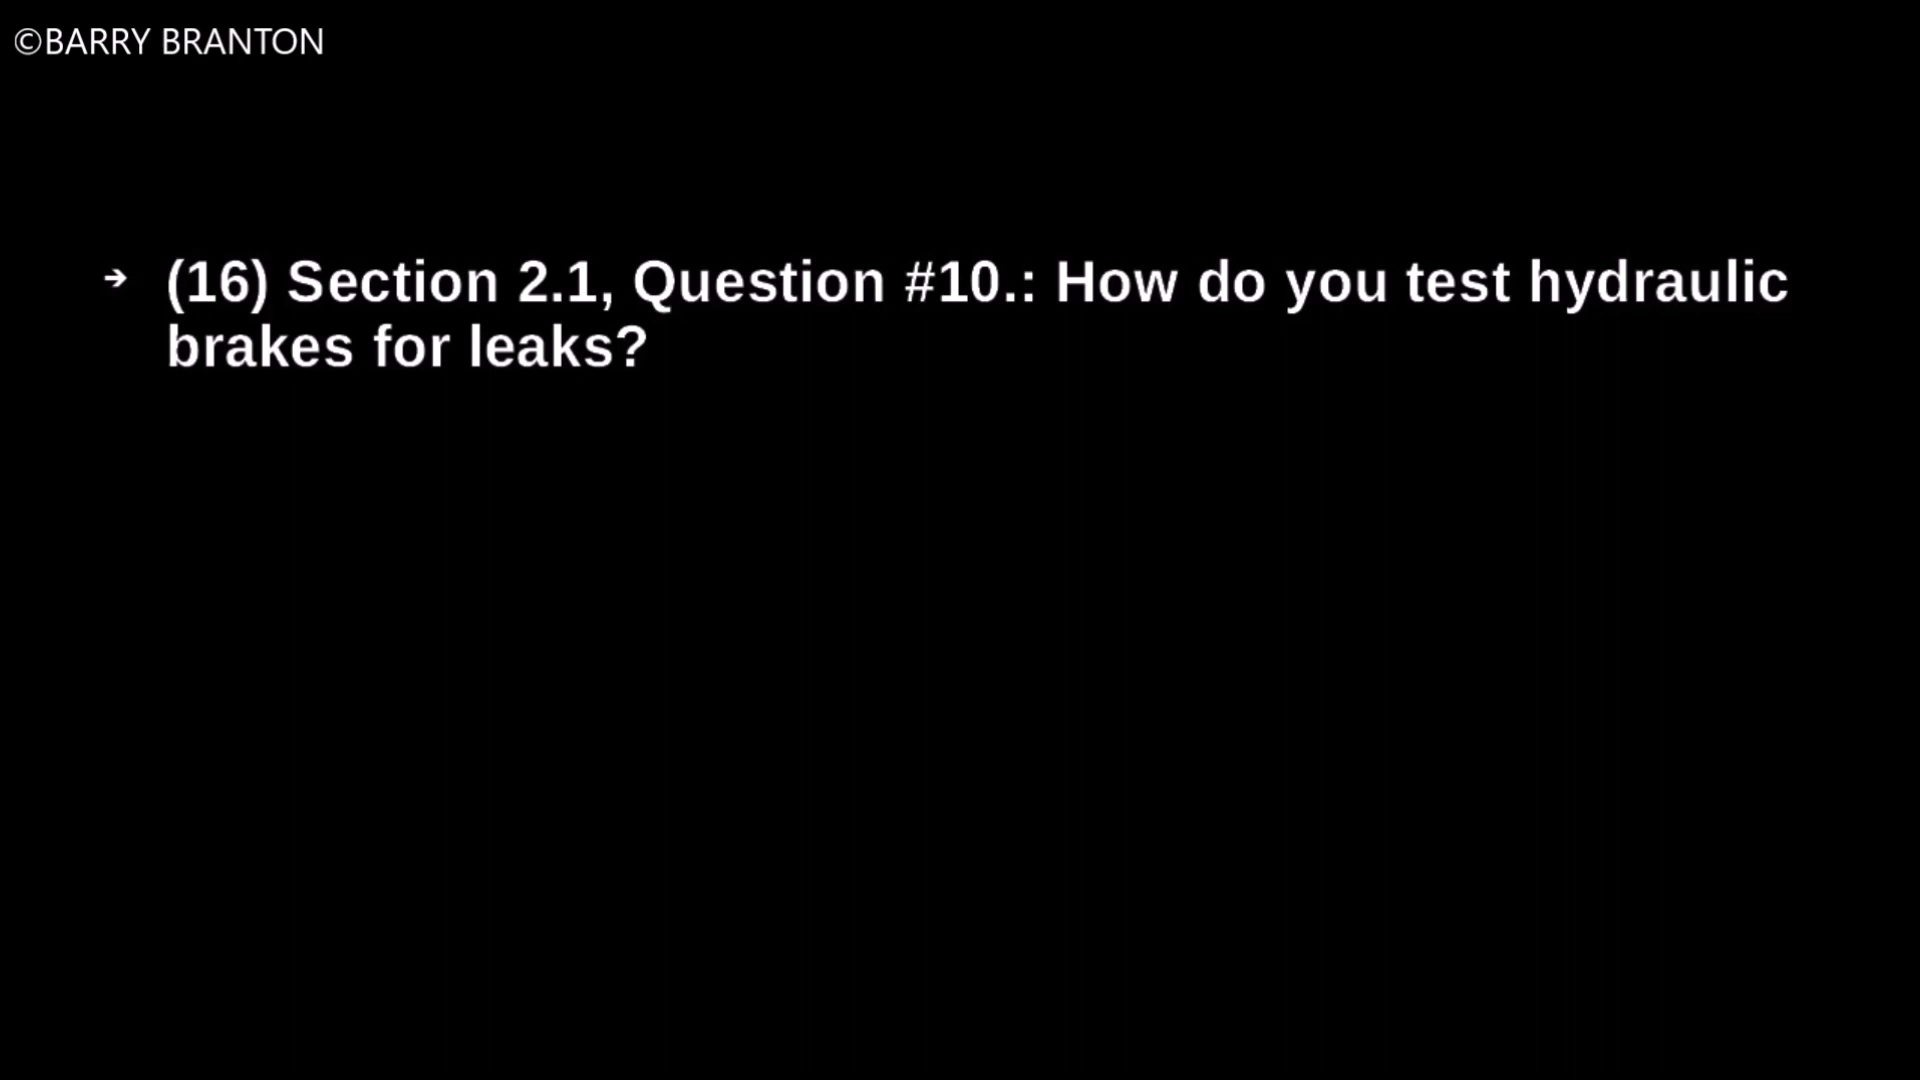 ©BARRY BRANTON
➔ (16) Section 2.1, Question #10.: How do you test hydraulic
brakes for leaks?